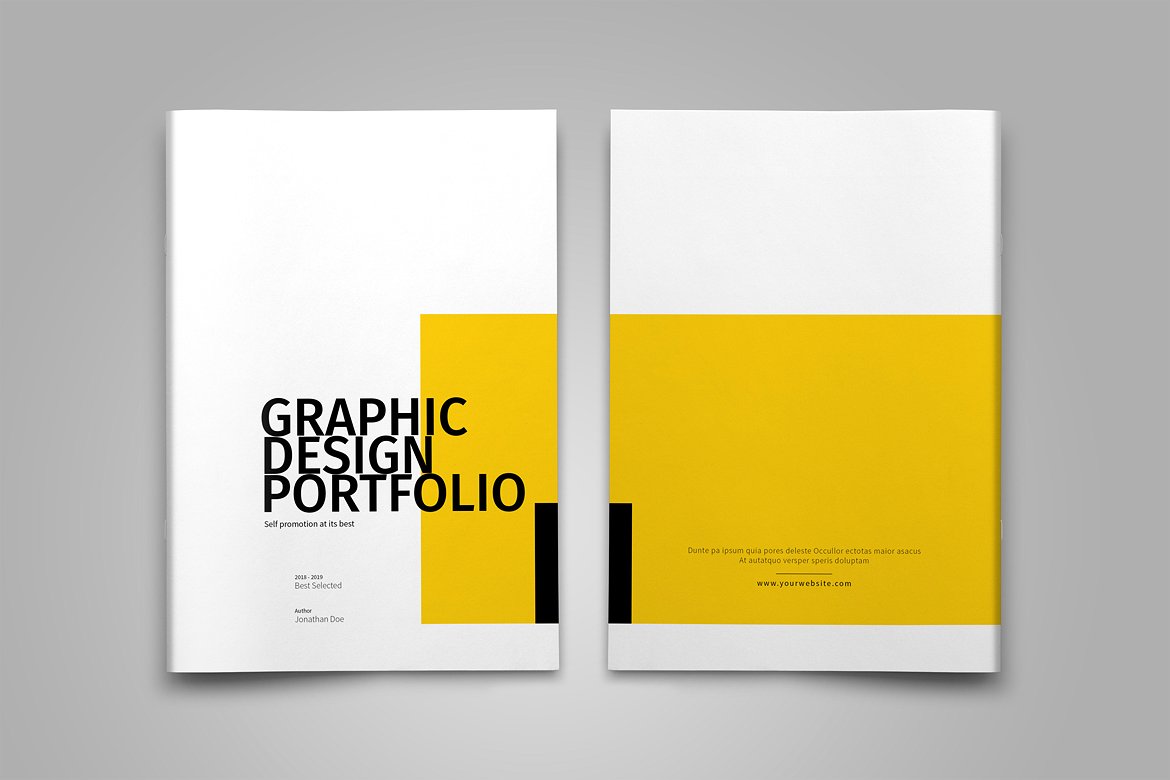 GRAPHIC
DESIGN
PORTFOLIO
Self promotion at its best
2018 - 2019
Best Selected
Author
Jonathan Doe
Dunte pa ipsum quia pores deleste Occullor ectotas maior asacus
At autatquo versper speris doluptam
www.yourwebsite.com